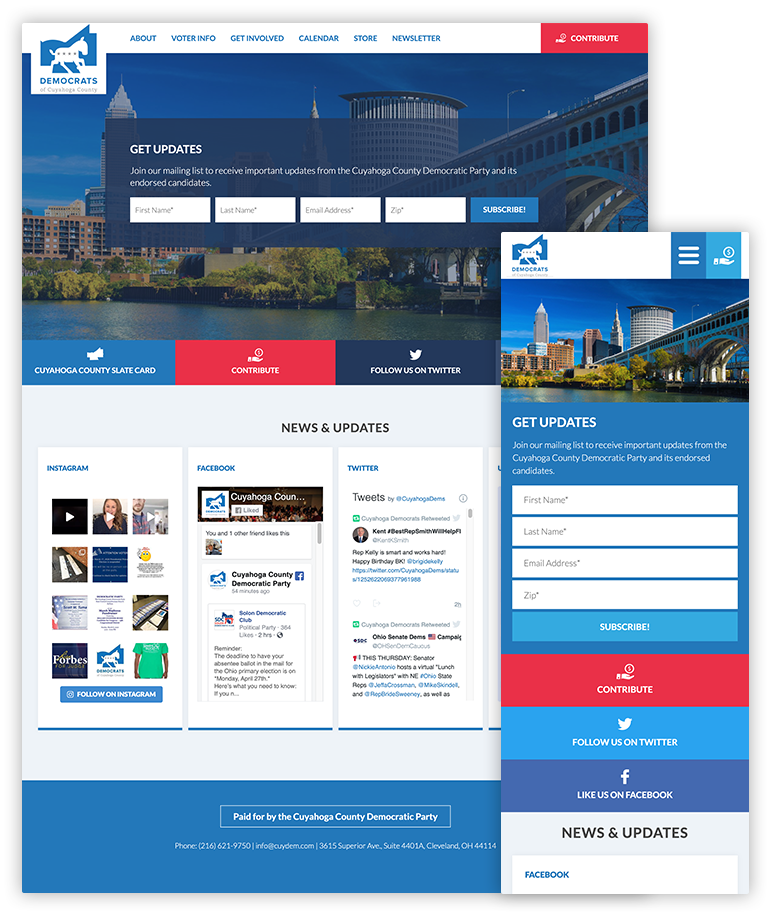 ABOUT
VOTER INFO
GET INVOLVED
CALENDAR
STORE
NEWSLETTER
CONTRIBUTE
DEMOCRATS
of Cuyahoga County
GET UPDATES
Join our mailing list to receive important updates from the Cuyahoga County Democratic Party and its
endorsed candidates.
First Name*
Last Name*
Email Address*
Zip*
SUBSCRIBE!
CUYAHOGA COUNTY SLATE CARD
CONTRIBUTE
FOLLOW US ON TWITTER
NEWS & UPDATES
INSTAGRAM
Forbes
FOR JUDGE
DEMOCRATS
FOLLOW ON INSTAGRAM
FACEBOOK
Cuyahoga Coun...
Liked
You and 1 other friend likes this
Cuyahoga County
Democratic Party
54 minutes ago
Solon Democratic
Club
Political Party · 364
Likes · 2 hrs ·
Reminder:
The deadline to have your
absentee ballot in the mail for
the Ohio primary election is on
"Monday, April 27th."
Here's what you need to know:
If you n...
TWITTER
Tweets by @CuyahogaDems
Cuyahoga Democrats Retweeted
Kent #BestRepSmithWillHelpF
@KentKSmith
Rep Kelly is smart and works hard!
Happy Birthday BK! @brigidekelly
https://twitter.com/CuyahogaDems/statu
s/1252622069377961988
2h
Cuyahoga Democrats Retweeted
Ohio Senate Dems Campaig
@OHSenDemCaucus
THIS THURSDAY: Senator
@NickieAntonio hosts a virtual "Lunch
with Legislators" with NE #Ohio State
Reps @JeffaCrossman, @MikeSkindell,
and @RepBrideSweeney, as well as
U
Paid for by the Cuyahoga County Democratic Party
Phone: (216) 621-9750 | info@cuydem.com | 3615 Superior Ave., Suite 4401A, Cleveland, OH 44114
DEMOCRATS
of Cuyahoga County
GET UPDATES
Join our mailing list to receive important updates from the
Cuyahoga County Democratic Party and its endorsed
candidates.
First Name*
Last Name*
Email Address*
Zip*
SUBSCRIBE!
CONTRIBUTE
FOLLOW US ON TWITTER
LIKE US ON FACEBOOK
NEWS & UPDATES
FACEBOOK